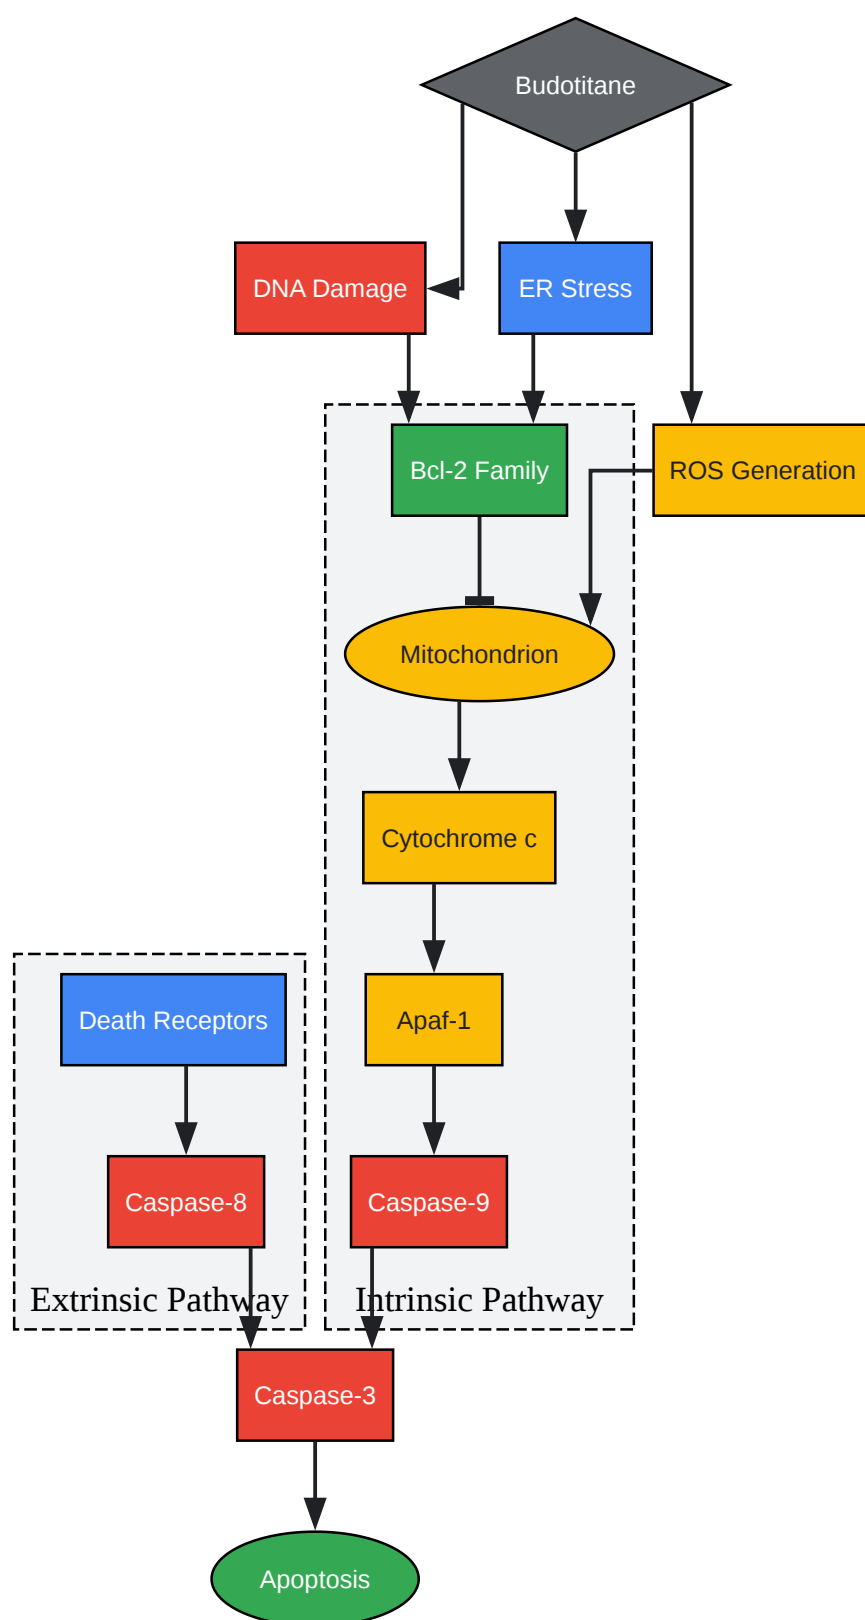 Budotitane
DNA Damage
ER Stress
Bcl-2 Family
ROS Generation
Mitochondrion
Cytochrome c
Death Receptors
Apaf-1
Caspase-8
Caspase-9
Extrinsic Pathway
Intrinsic Pathway
Caspase-3
Apoptosis